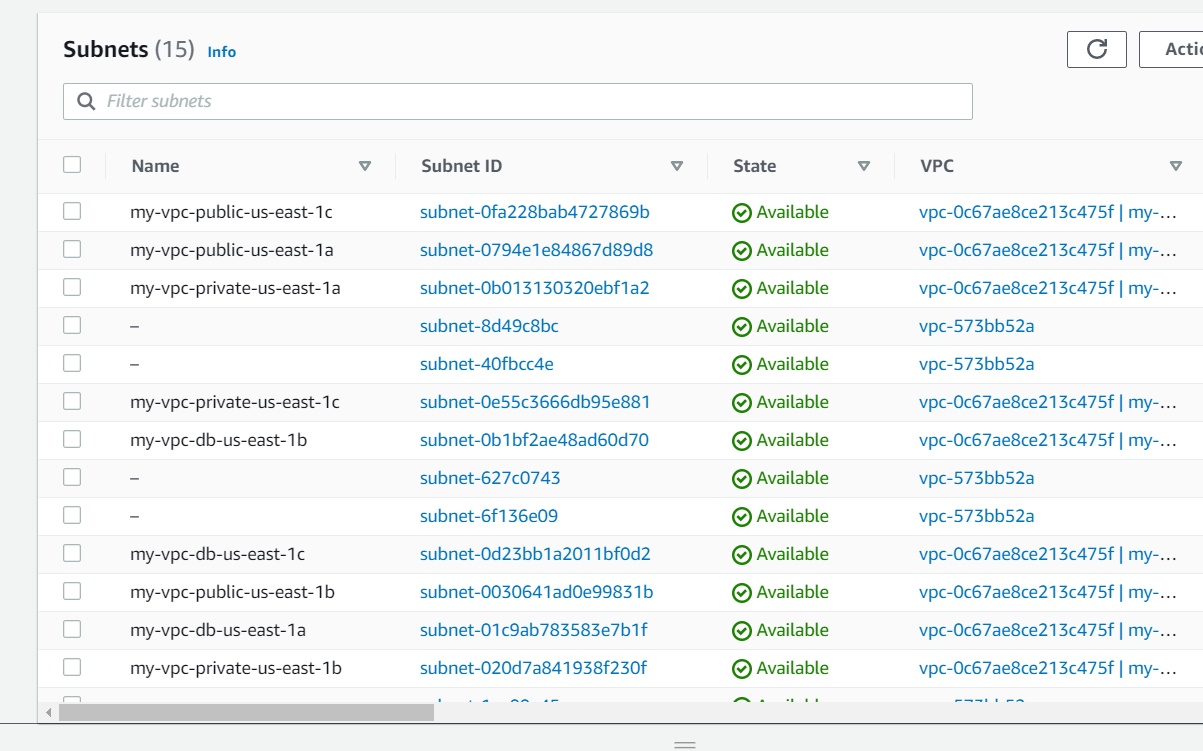 Subnets (15) Info
Actio
Filter subnets
Name Subnet ID State VPC
my-vpc-public-us-east-1c subnet-0fa228bab4727869b Available vpc-0c67ae8ce213c475f | my-...
my-vpc-public-us-east-1a subnet-0794e1e84867d89d8 Available vpc-0c67ae8ce213c475f | my-...
my-vpc-private-us-east-1a subnet-0b013130320ebf1a2 Available vpc-0c67ae8ce213c475f | my-...
– subnet-8d49c8bc Available vpc-573bb52a
– subnet-40fbcc4e Available vpc-573bb52a
my-vpc-private-us-east-1c subnet-0e55c3666db95e881 Available vpc-0c67ae8ce213c475f | my-...
my-vpc-db-us-east-1b subnet-0b1bf2ae48ad60d70 Available vpc-0c67ae8ce213c475f | my-...
– subnet-627c0743 Available vpc-573bb52a
– subnet-6f136e09 Available vpc-573bb52a
my-vpc-db-us-east-1c subnet-0d23bb1a2011bf0d2 Available vpc-0c67ae8ce213c475f | my-...
my-vpc-public-us-east-1b subnet-0030641ad0e99831b Available vpc-0c67ae8ce213c475f | my-...
my-vpc-db-us-east-1a subnet-01c9ab783583e7b1f Available vpc-0c67ae8ce213c475f | my-...
my-vpc-private-us-east-1b subnet-020d7a841938f230f Available vpc-0c67ae8ce213c475f | my-...